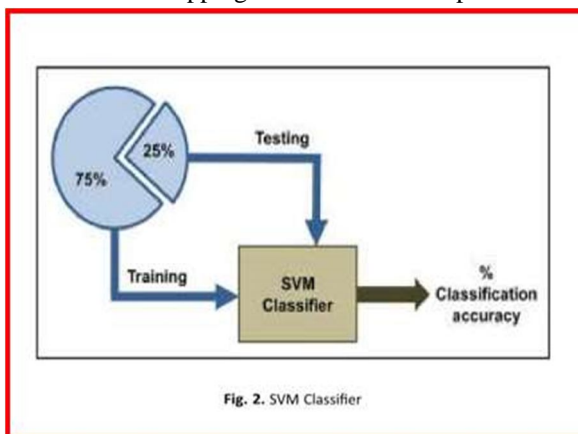 25%
75%
Testing
Training
SVM
Classifier
%
Classification
accuracy
Fig. 2. SVM Classifier